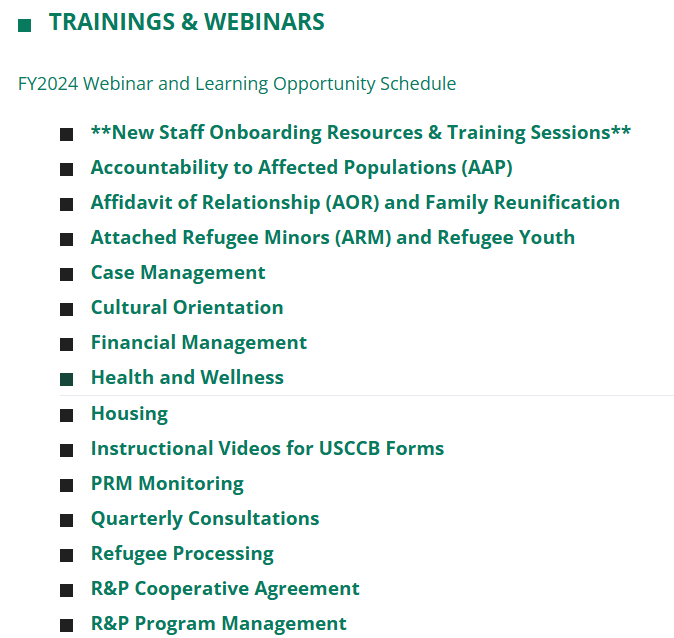 TRAININGS & WEBINARS
FY2024 Webinar and Learning Opportunity Schedule
**New Staff Onboarding Resources & Training Sessions**
Accountability to Affected Populations (AAP)
Affidavit of Relationship (AOR) and Family Reunification
Attached Refugee Minors (ARM) and Refugee Youth
Case Management
Cultural Orientation
Financial Management
Health and Wellness
Housing
Instructional Videos for USCCB Forms
PRM Monitoring
Quarterly Consultations
Refugee Processing
R&P Cooperative Agreement
R&P Program Management